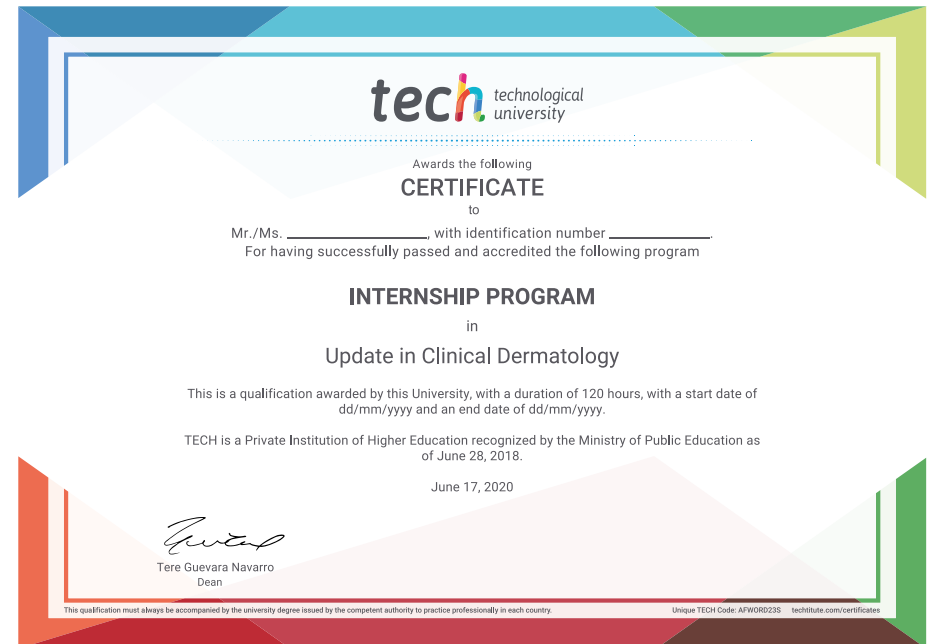 tech technological
university
Awards the following
CERTIFICATE
to
Mr./Ms. ____________________, with identification number ______________.
For having successfully passed and accredited the following program
INTERNSHIP PROGRAM
in
Update in Clinical Dermatology
This is a qualification awarded by this University, with a duration of 120 hours, with a start date of
dd/mm/yyyy and an end date of dd/mm/yyyy.
TECH is a Private Institution of Higher Education recognized by the Ministry of Public Education as
of June 28, 2018.
June 17, 2020
Tere Guevara Navarro
Dean
This qualification must always be accompanied by the university degree issued by the competent authority to practice professionally in each country.
Unique TECH Code: AFWORD23S techtitute.com/certificates